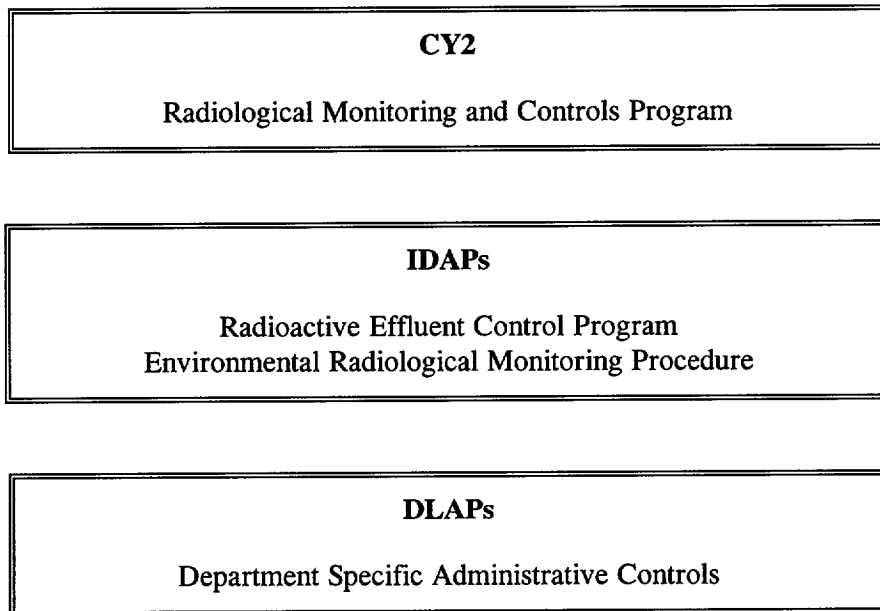 CY2
Radiological Monitoring and Controls Program
IDAPs
Radioactive Effluent Control Program
Environmental Radiological Monitoring Procedure
DLAPs
Department Specific Administrative Controls